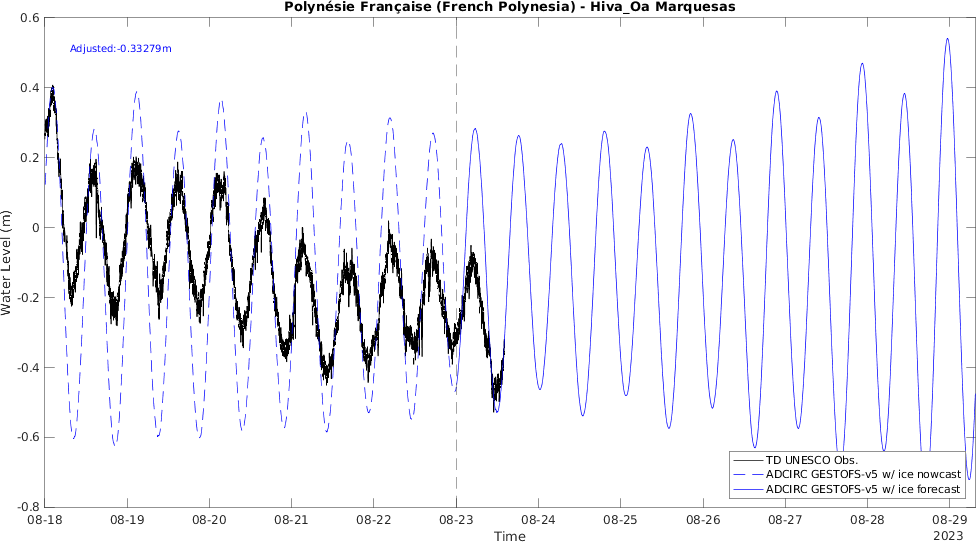 Polynésie Française (French Polynesia) - Hiva_Oa Marquesas
Adjusted:-0.33279m
0.6
0.4
0.2
0
-0.2
-0.4
-0.6
-0.8
Water Level (m)
TD UNESCO Obs.
ADCIRC GESTOFS-v5 w/ ice nowcast
ADCIRC GESTOFS-v5 w/ ice forecast
08-18 08-19 08-20 08-21 08-22 08-23 08-24 08-25 08-26 08-27 08-28 08-29
2023
Time